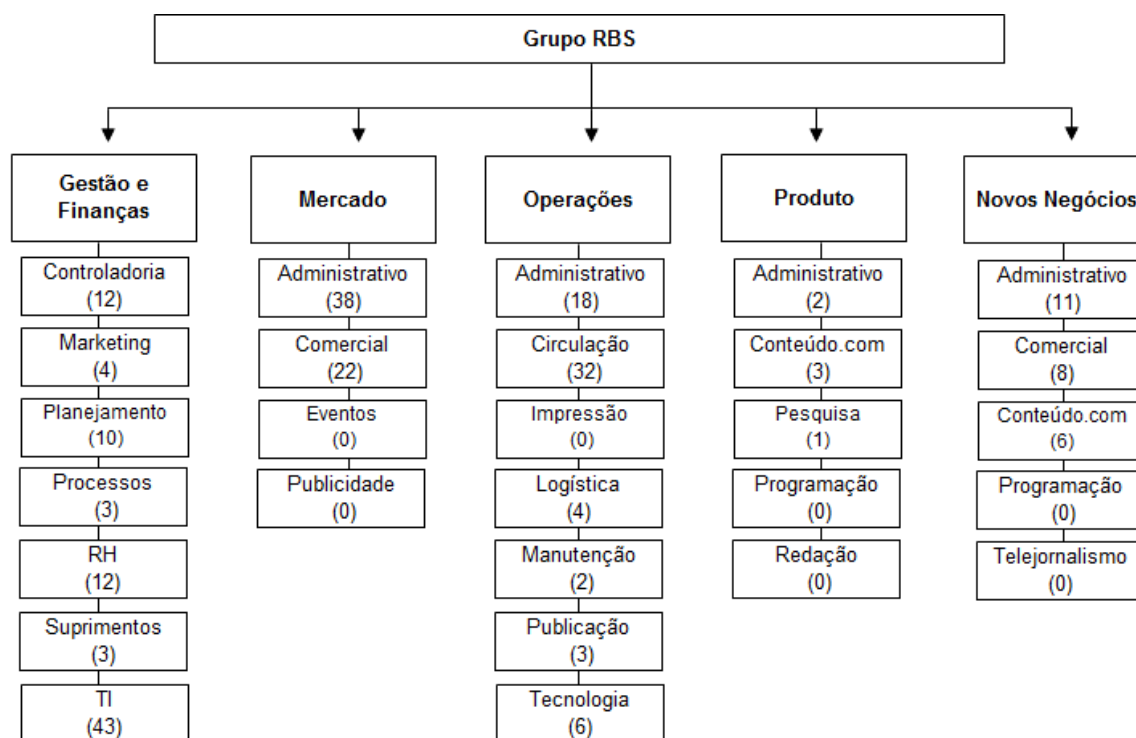 Grupo RBS
Gestão e
Finanças
Controladoria
(12)
Marketing
(4)
Planejamento
(10)
Processos
(3)
RH
(12)
Suprimentos
(3)
TI
(43)
Mercado
Administrativo
(38)
Comercial
(22)
Eventos
(0)
Publicidade
(0)
Operações
Administrativo
(18)
Circulação
(32)
Impressão
(0)
Logística
(4)
Manutenção
(2)
Publicação
(3)
Tecnologia
(6)
Produto
Administrativo
(2)
Conteúdo.com
(3)
Pesquisa
(1)
Programação
(0)
Redação
(0)
Novos Negócios
Administrativo
(11)
Comercial
(8)
Conteúdo.com
(6)
Programação
(0)
Telejornalismo
(0)